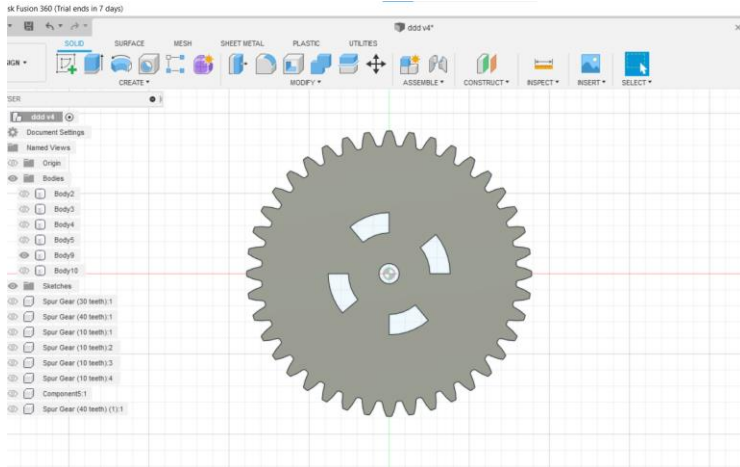 sk Fusion 360 (Trial ends in 7 days)
ddd v4*
SOLID SURFACE MESH SHEET METAL PLASTIC UTILITIES
IGN
CREATE MODIFY ASSEMBLE CONSTRUCT INSPECT INSERT SELECT
SER
ddd v4
Document Settings
Named Views
Origin
Bodies
Body2
Body3
Body4
Body5
Body9
Body10
Sketches
Spur Gear (30 teeth):1
Spur Gear (40 teeth):1
Spur Gear (10 teeth):1
Spur Gear (10 teeth):2
Spur Gear (10 teeth):3
Spur Gear (10 teeth):4
Component5:1
Spur Gear (40 teeth) (1):1